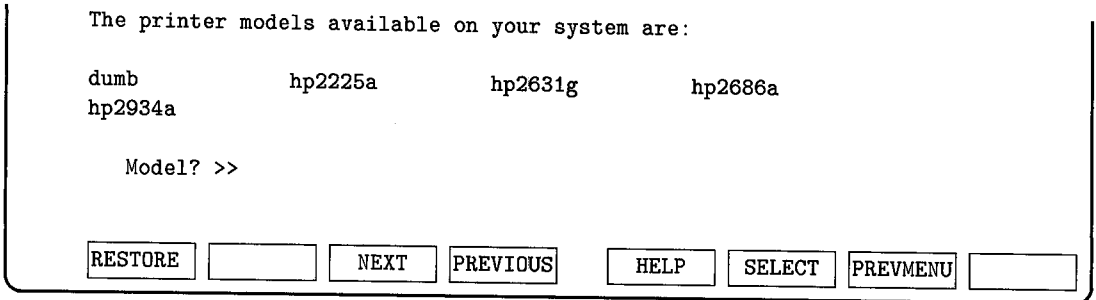 The printer models available on your system are:
dumb hp2225a hp2631g hp2686a
hp2934a
Model? >>
RESTORE NEXT PREVIOUS HELP SELECT PREVMENU